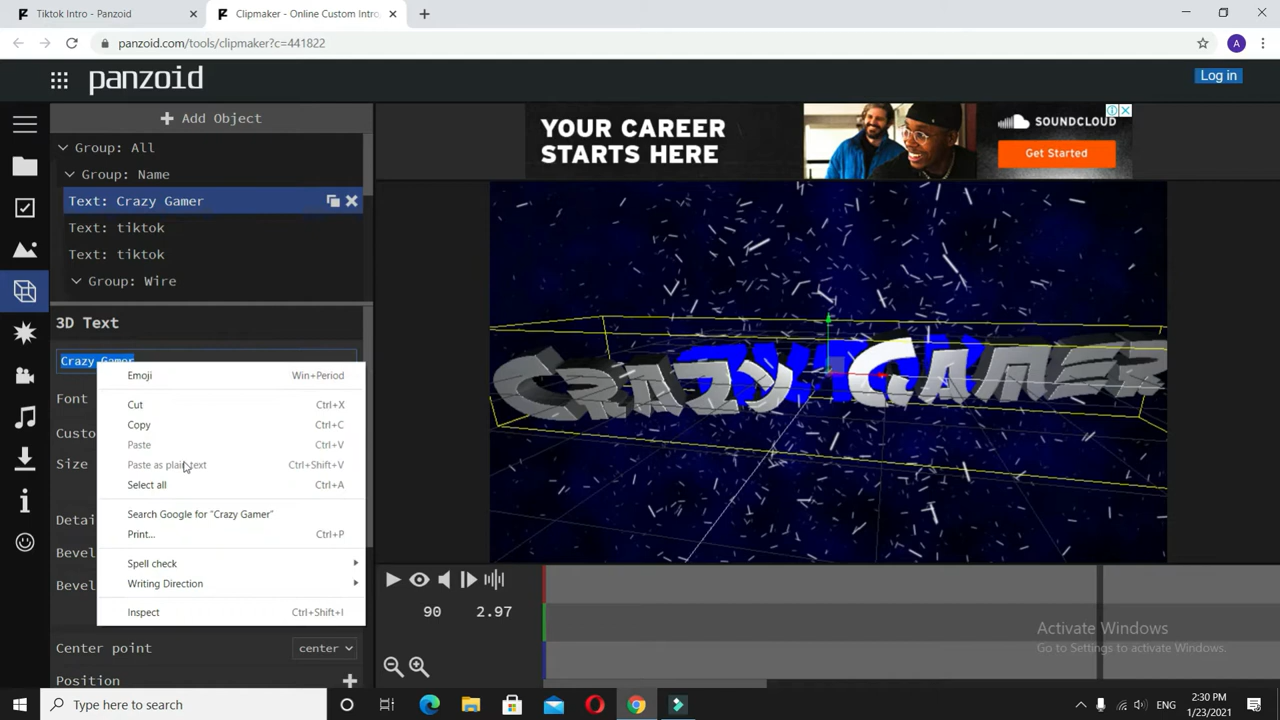 Tiktok Intro - Panzoid
Clipmaker - Online Custom Intro
panzoid.com/tools/clipmaker?c=441822
A
panzoid
Log in
Add Object
Group: All
Group: Name
Text: Crazy Gamer
Text: tiktok
Text: tiktok
Group: Wire
3D Text
Crazy Gamer
Font
Custo
Size
Detai
Beve
Beve
Center point
center
Position
Emoji Win+Period
Cut Ctrl+X
Copy Ctrl+C
Paste Ctrl+V
Paste as plain text Ctrl+Shift+V
Select all Ctrl+A
Search Google for "Crazy Gamer"
Print... Ctrl+P
Spell check
Writing Direction
Inspect Ctrl+Shift+I
YOUR CAREER
STARTS HERE
SOUNDCLOUD
Get Started
CRAZY GAMER
90 2.97
Activate Windows
Go to Settings to activate Windows.
Type here to search
ENG
2:30 PM
1/23/2021